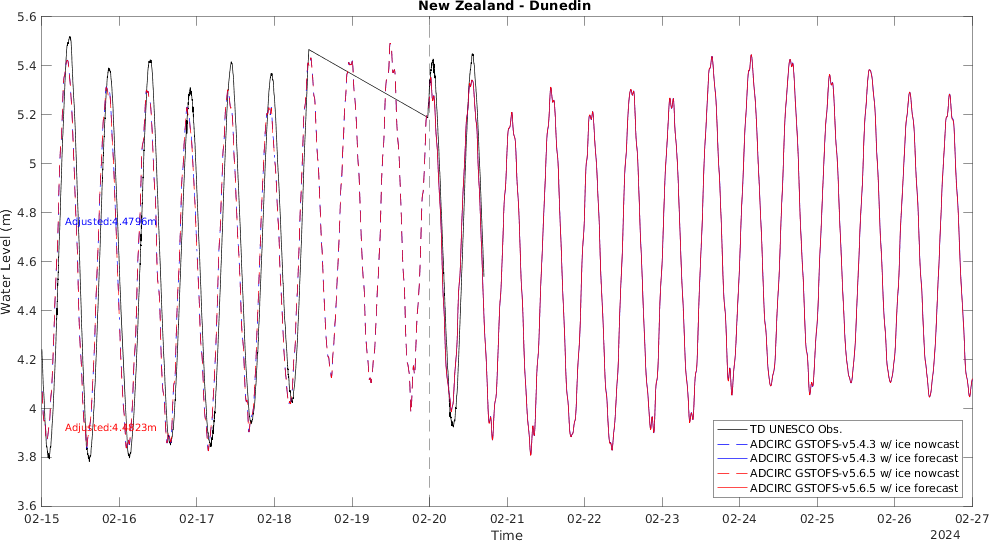 New Zealand - Dunedin
5.6
5.4
5.2
5
4.8
4.6
4.4
4.2
4
3.8
3.6
Water Level (m)
Adjusted:4.4796m
Adjusted:4.4823m
TD UNESCO Obs.
ADCIRC GSTOFS-v5.4.3 w/ ice nowcast
ADCIRC GSTOFS-v5.4.3 w/ ice forecast
ADCIRC GSTOFS-v5.6.5 w/ ice nowcast
ADCIRC GSTOFS-v5.6.5 w/ ice forecast
02-15 02-16 02-17 02-18 02-19 02-20 02-21 02-22 02-23 02-24 02-25 02-26 02-27
Time
2024